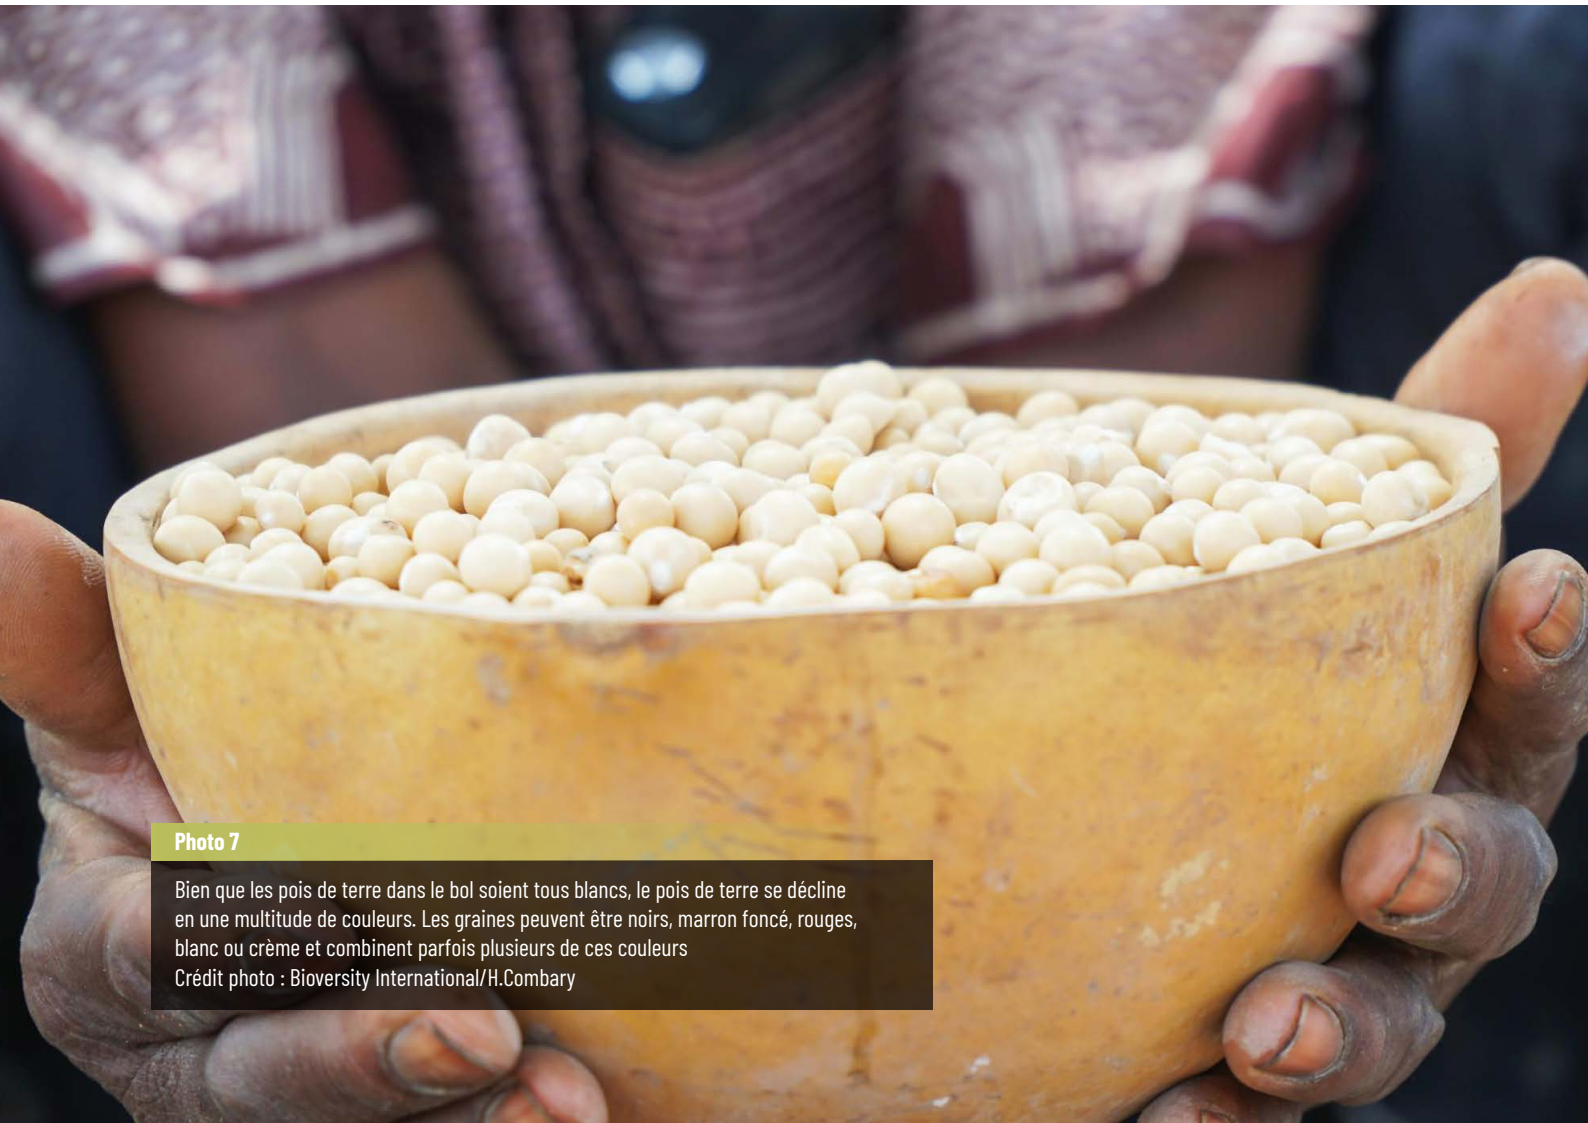 Photo 7
Bien que les pois de terre dans le bol soient tous blancs, le pois de terre se décline
en une multitude de couleurs. Les graines peuvent être noirs, marron foncé, rouges,
blanc ou crème et combinent parfois plusieurs de ces couleurs
Crédit photo : Bioversity International/H.Combary